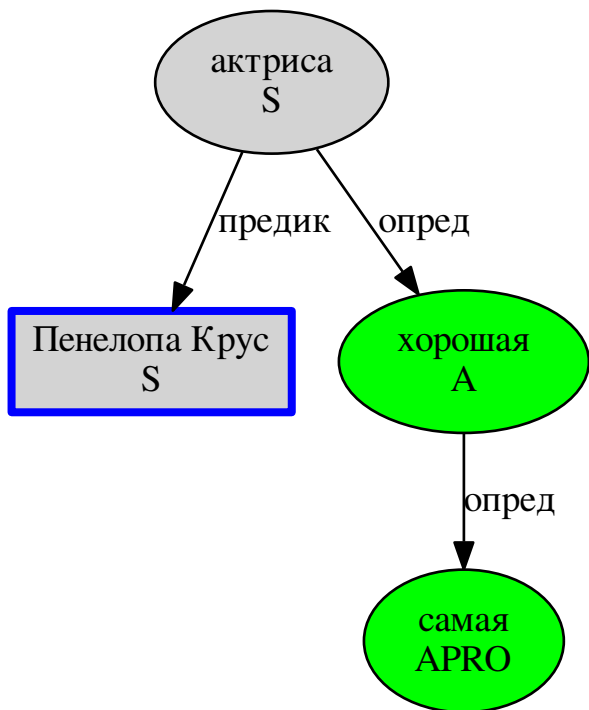 актриса
S
предик
опред
Пенелопа Крус
S
хорошая
A
опред
самая
APRO